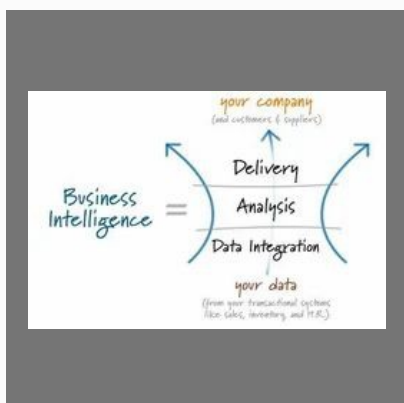 your company
(and customers & suppliers)
Delivery
Business
Intelligence
=
Analysis
Data Integration
your data
(from your transactional systems
like sales, inventory, and H.R.)